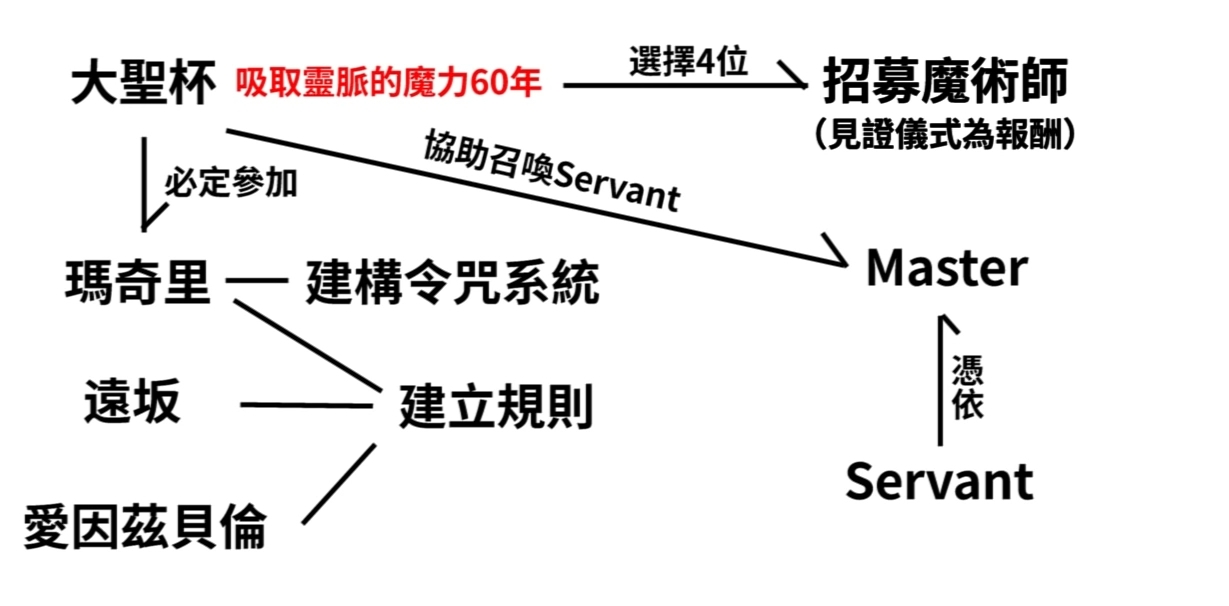 大聖杯 吸取靈脈的魔力60年
選擇4位
招募魔術師
(見證儀式為報酬)
協助召喚Servant
必定參加
瑪奇里
建構令咒系統
Master
遠坂
建立規則
憑依
愛因茲貝倫
Servant